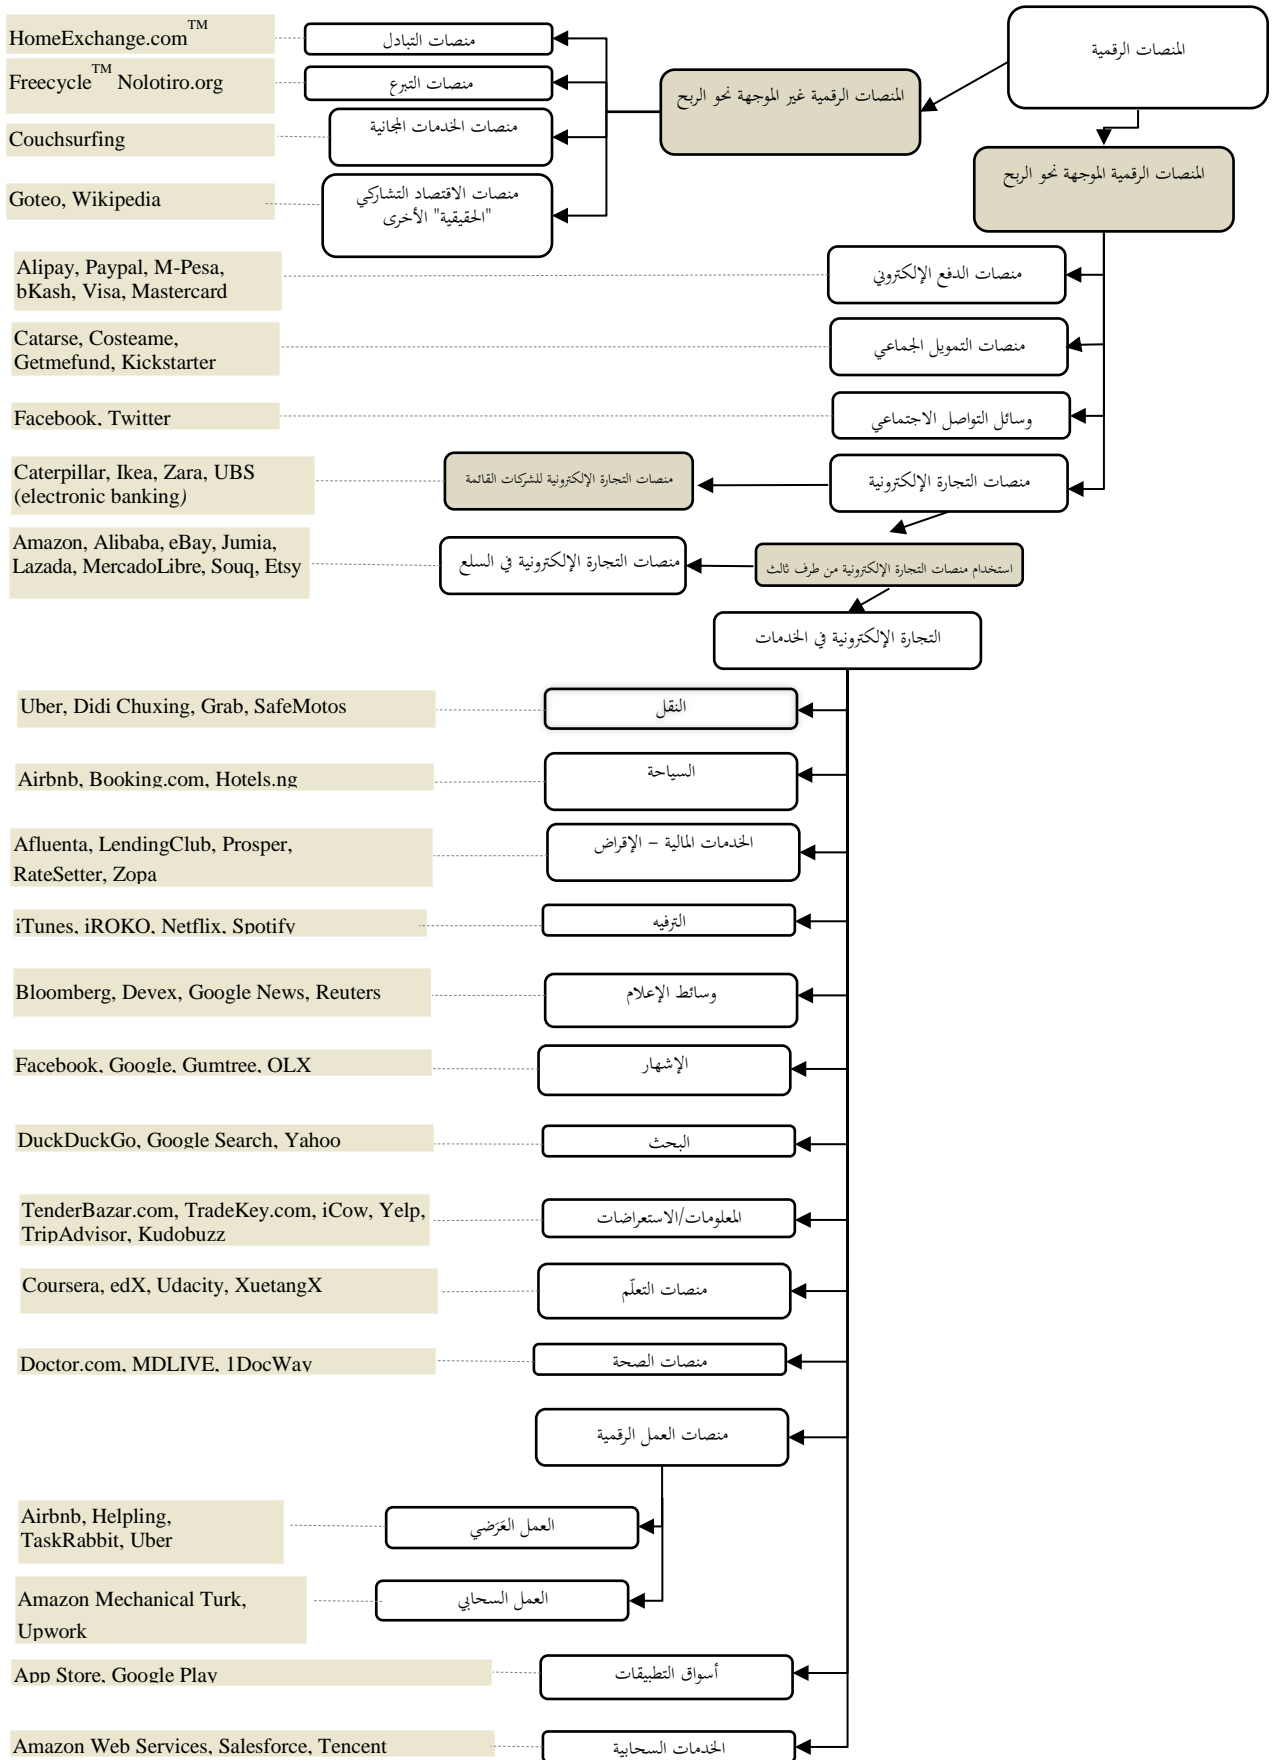 المنصات الرقمية
المنصات الرقمية غير الموجهة نحو الربح
منصات التبادل
HomeExchange.com™
منصات التبرع
Freecycle™ Nolotiro.org
منصات الخدمات المجانية
Couchsurfing
منصات الاقتصاد التشاركي
"الحقيقية" الأخرى
Goteo, Wikipedia
المنصات الرقمية الموجهة نحو الربح
منصات الدفع الإلكتروني
Alipay, Paypal, M-Pesa,
bKash, Visa, Mastercard
منصات التمويل الجماعي
Catarse, Costeame,
Getmefund, Kickstarter
وسائل التواصل الاجتماعي
Facebook, Twitter
منصات التجارة الإلكترونية
منصات التجارة الإلكترونية للشركات القائمة
Caterpillar, Ikea, Zara, UBS
(electronic banking)
استخدام منصات التجارة الإلكترونية من طرف ثالث
منصات التجارة الإلكترونية في السلع
Amazon, Alibaba, eBay, Jumia,
Lazada, MercadoLibre, Souq, Etsy
التجارة الإلكترونية في الخدمات
النقل
Uber, Didi Chuxing, Grab, SafeMotos
السياحة
Airbnb, Booking.com, Hotels.ng
الخدمات المالية – الإقراض
Afluenta, LendingClub, Prosper,
RateSetter, Zopa
الترفيه
iTunes, iROKO, Netflix, Spotify
وسائط الإعلام
Bloomberg, Devex, Google News, Reuters
الإشهار
Facebook, Google, Gumtree, OLX
البحث
DuckDuckGo, Google Search, Yahoo
المعلومات/الاستعراضات
TenderBazar.com, TradeKey.com, iCow, Yelp,
TripAdvisor, Kudobuzz
منصات التعلّم
Coursera, edX, Udacity, XuetangX
منصات الصحة
Doctor.com, MDLIVE, 1DocWay
منصات العمل الرقمية
العمل العَرَضي
Airbnb, Helpling,
TaskRabbit, Uber
العمل السحابي
Amazon Mechanical Turk,
Upwork
أسواق التطبيقات
App Store, Google Play
الخدمات السحابية
Amazon Web Services, Salesforce, Tencent